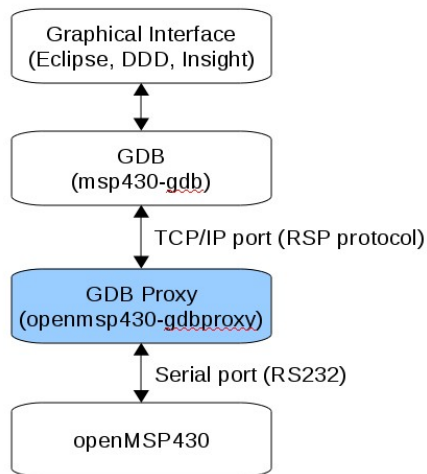 Graphical Interface
(Eclipse, DDD, Insight)
GDB
(msp430-gdb)
TCP/IP port (RSP protocol)
GDB Proxy
(openmsp430-gdbproxy)
Serial port (RS232)
openMSP430